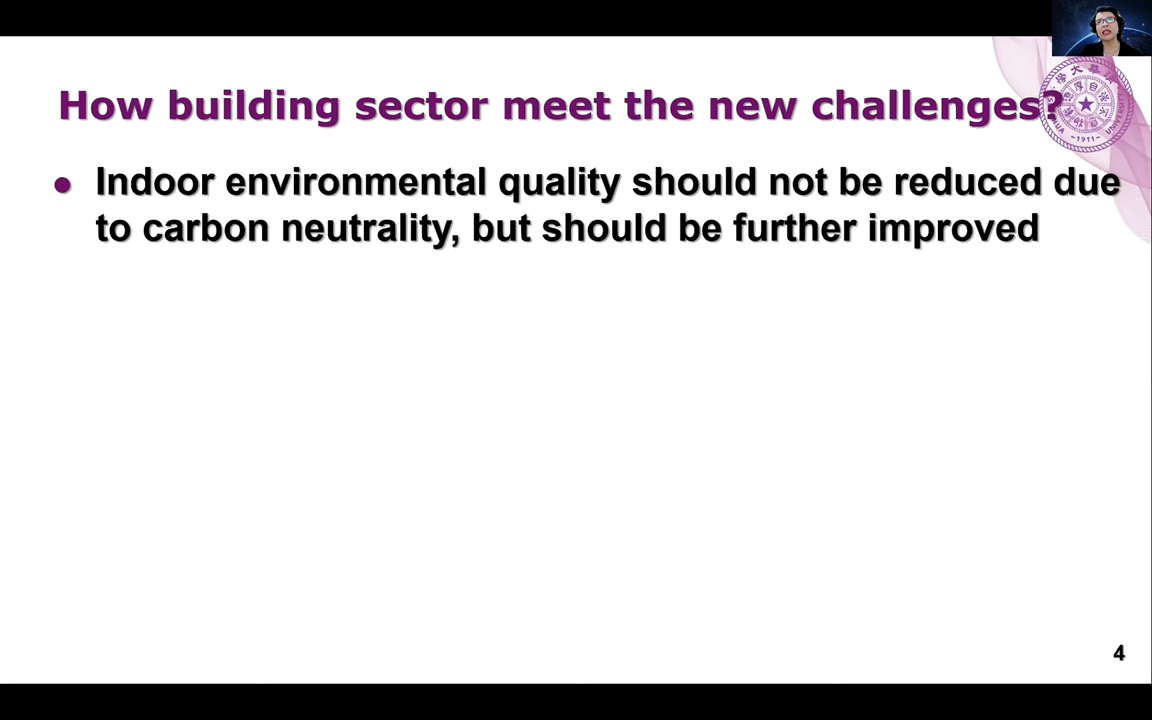 How building sector meet the new challenges?
● Indoor environmental quality should not be reduced due
to carbon neutrality, but should be further improved
-1911-
4